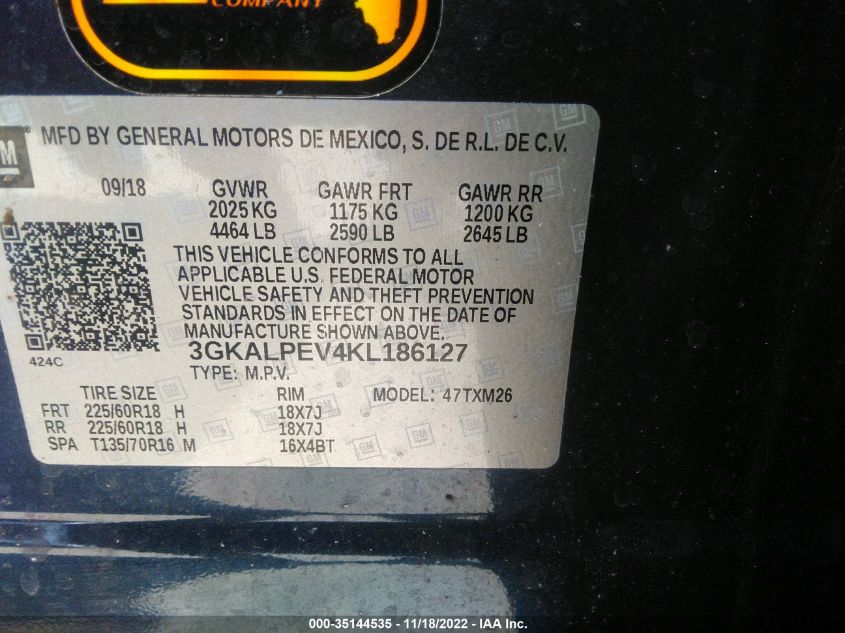 COMPANY
GM
MFD BY GENERAL MOTORS DE MEXICO, S. DE R.L. DE C.V.
09/18 GVWR GAWR FRT GAWR RR
2025 KG 1175 KG 1200 KG
4464 LB 2590 LB 2645 LB
THIS VEHICLE CONFORMS TO ALL
APPLICABLE U.S. FEDERAL MOTOR
VEHICLE SAFETY AND THEFT PREVENTION
STANDARDS IN EFFECT ON THE DATE OF
MANUFACTURE SHOWN ABOVE.
424C
3GKALPEV4KL186127
TYPE: M.P.V.
TIRE SIZE RIM MODEL: 47TXM26
FRT 225/60R18 H 18X7J
RR 225/60R18 H 18X7J
SPA T135/70R16 M 16X4BT
000-35144535 - 11/18/2022 - IAA Inc.